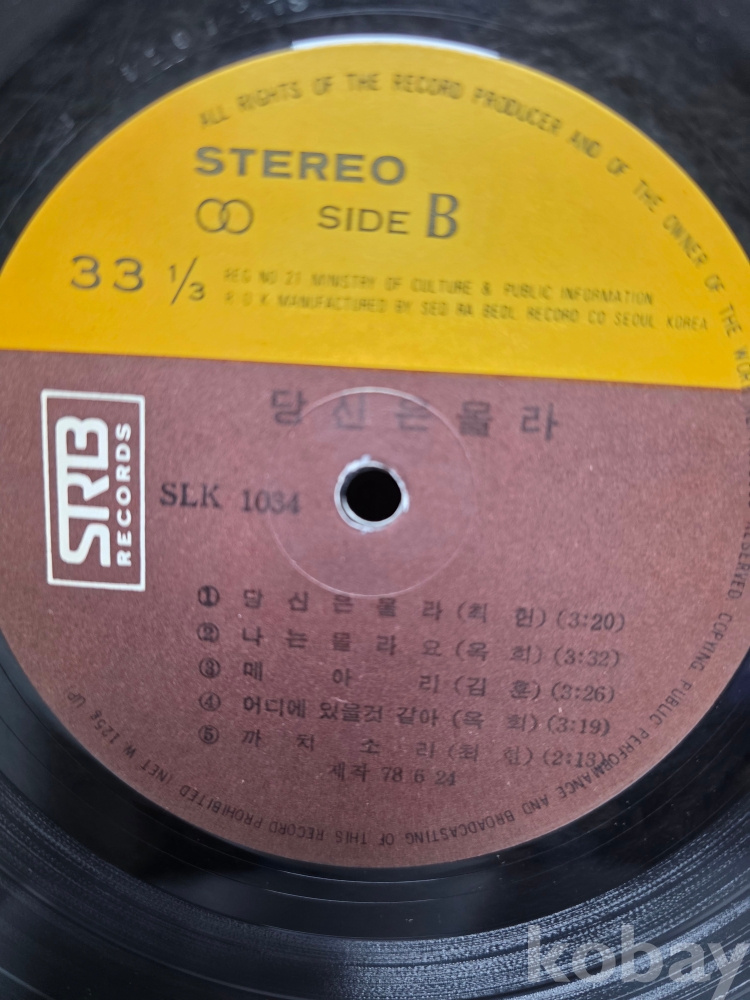 ALL RIGHTS OF THE RECORD PRODUCER AND OF THE OWNER OF THE
STEREO
SIDE B
33 1/3
REG NO 21 MINISTRY OF CULTURE & PUBLIC INFORMATION
R O K MANUFACTURED BY SEO RA BEOL RECORD CO SEOUL KOREA
당신은몰라
SRB
RECORDS
SLK 1034
① 당신은몰라 (최헌) (3:20)
② 나는몰라요 (옥희) (3:32)
③ 메아리 (김훈) (3:26)
④ 어디에 있을것 같아 (옥희) (3:19)
⑤ 까치소리 (최헌) (2:13)
제작 78 6 24
RESERVED COPYING PUBLIC PERFORMANCE AND BROADCASTING OF THIS RECORD PROHIBITED (NET W. 125g UP)
kobay